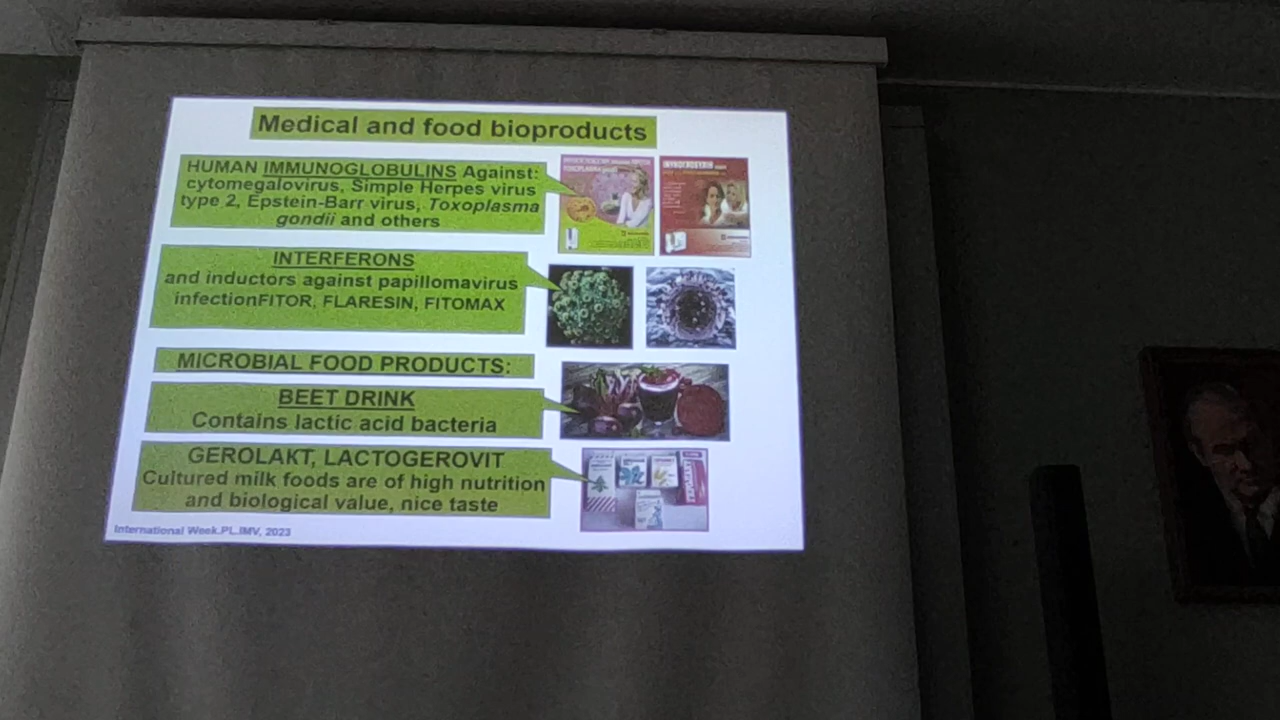 Medical and food bioproducts
HUMAN IMMUNOGLOBULINS Against:
cytomegalovirus, Simple Herpes virus
type 2, Epstein-Barr virus, Toxoplasma
gondii and others
INTERFERONS
and inductors against papillomavirus
infectionFITOR, FLARESIN, FITOMAX
MICROBIAL FOOD PRODUCTS:
BEET DRINK
Contains lactic acid bacteria
GEROLAKT, LACTOGEROVIT
Cultured milk foods are of high nutrition
and biological value, nice taste
International Week.PL.IMV, 2023